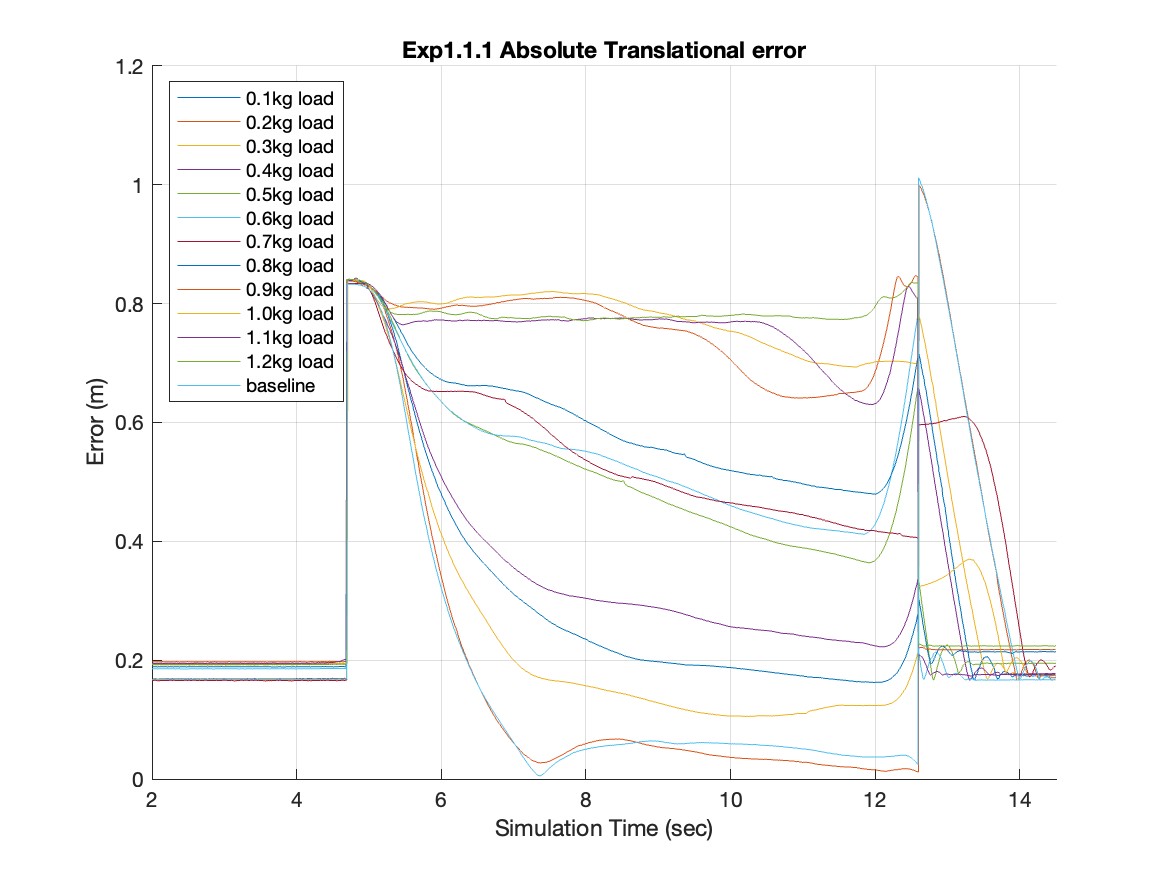 Exp1.1.1 Absolute Translational error
1.2
1
0.8
0.6
0.4
0.2
0
Error (m)
0.1kg load
0.2kg load
0.3kg load
0.4kg load
0.5kg load
0.6kg load
0.7kg load
0.8kg load
0.9kg load
1.0kg load
1.1kg load
1.2kg load
baseline
2 4 6 8 10 12 14
Simulation Time (sec)